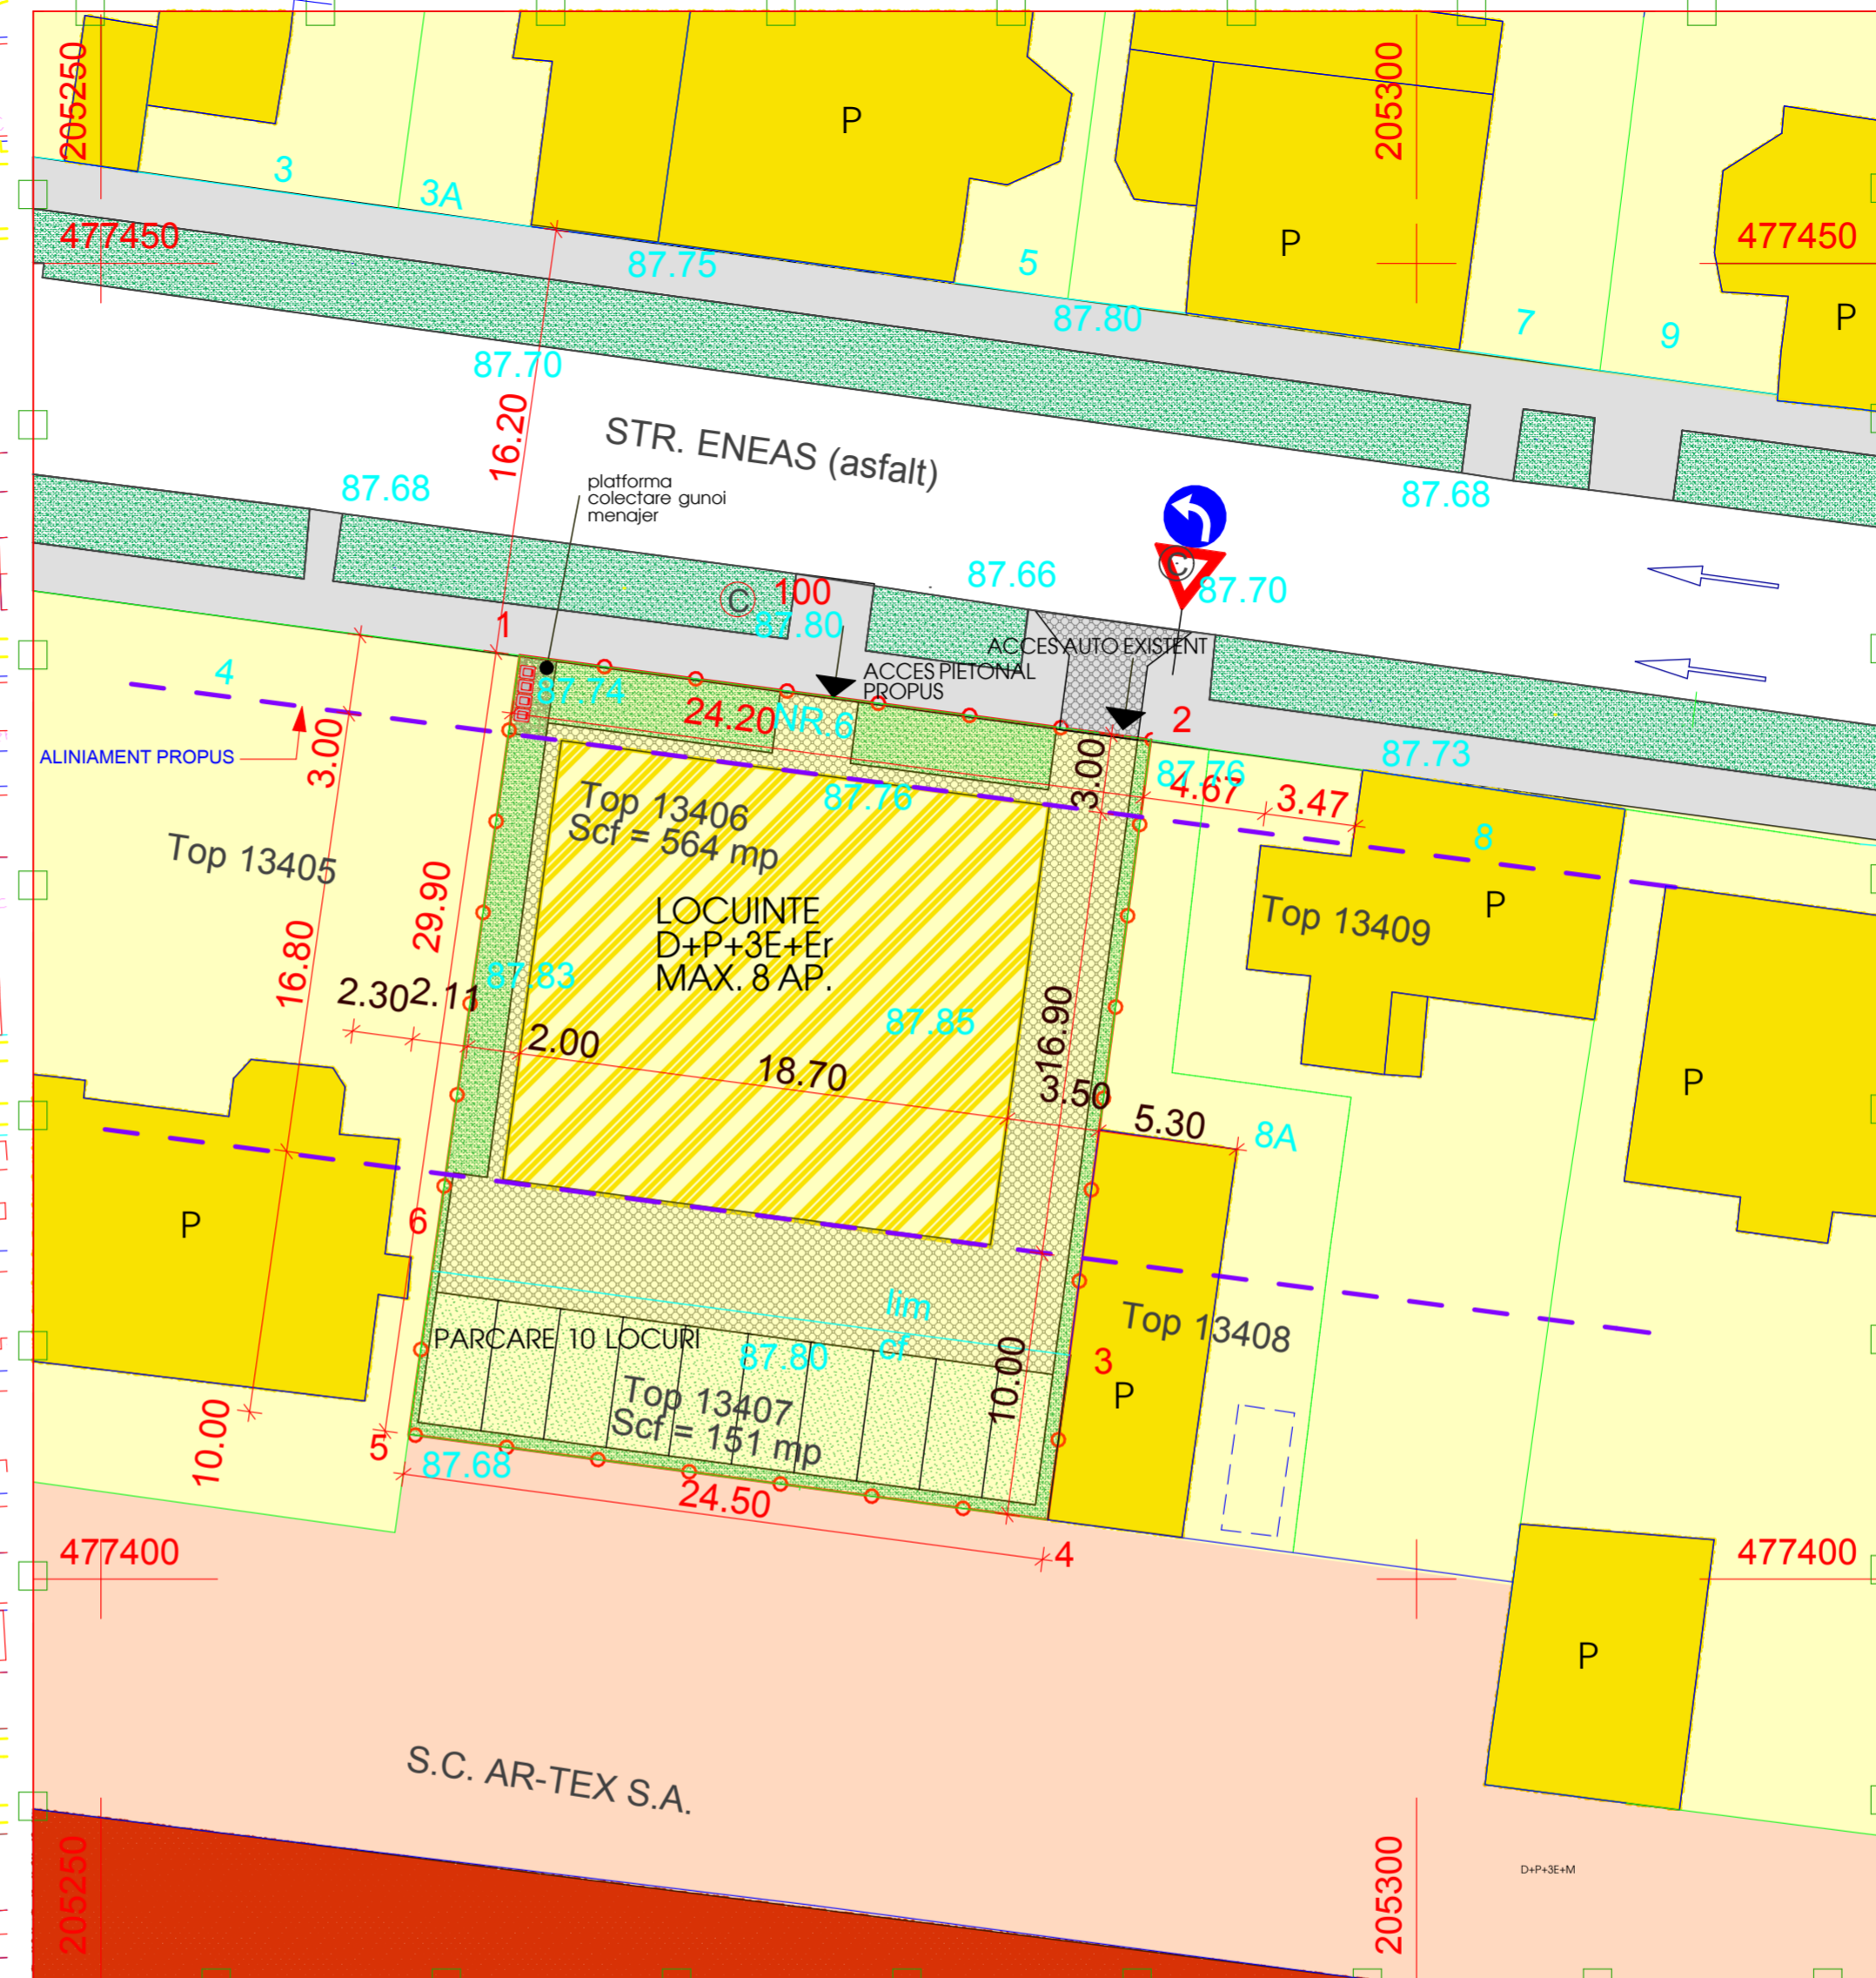 205250
205300
P
3
3A
477450
P
477450
87.75
5
P
87.80
7
9
87.70
16.20
STR. ENEAS (asfalt)
platforma
colectare gunoi
menajer
87.68
87.68
87.66
C
87.70
C
100
87.80
1
ACCES AUTO EXISTENT
ACCES PIETONAL
PROPUS
4
87.74
24.20
NR.6
2
ALINIAMENT PROPUS
3.00
3.00
87.76
87.73
4.67
3.47
87.76
Top 13406
Scf = 564 mp
8
Top 13405
29.90
P
Top 13409
LOCUINTE
D+P+3E+Er
MAX. 8 AP.
16.80
87.83
2.30
2.11
87.85
16.90
2.00
18.70
3.50
5.30
8A
P
P
6
lim
cf
Top 13408
PARCARE 10 LOCURI
87.80
3
P
10.00
Top 13407
Scf = 151 mp
10.00
5
87.68
24.50
4
477400
477400
P
S.C. AR-TEX S.A.
D+P+3E+M
205250
205300